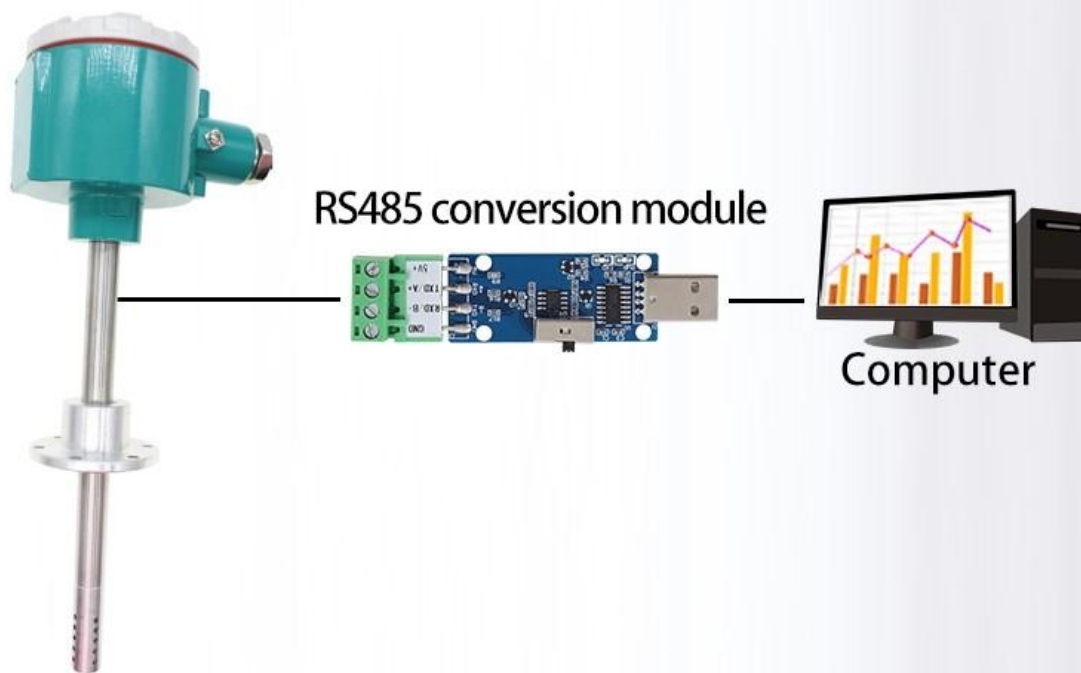 RS485 conversion module
5V+
TXD/A+
RXD/B-
GND
Computer